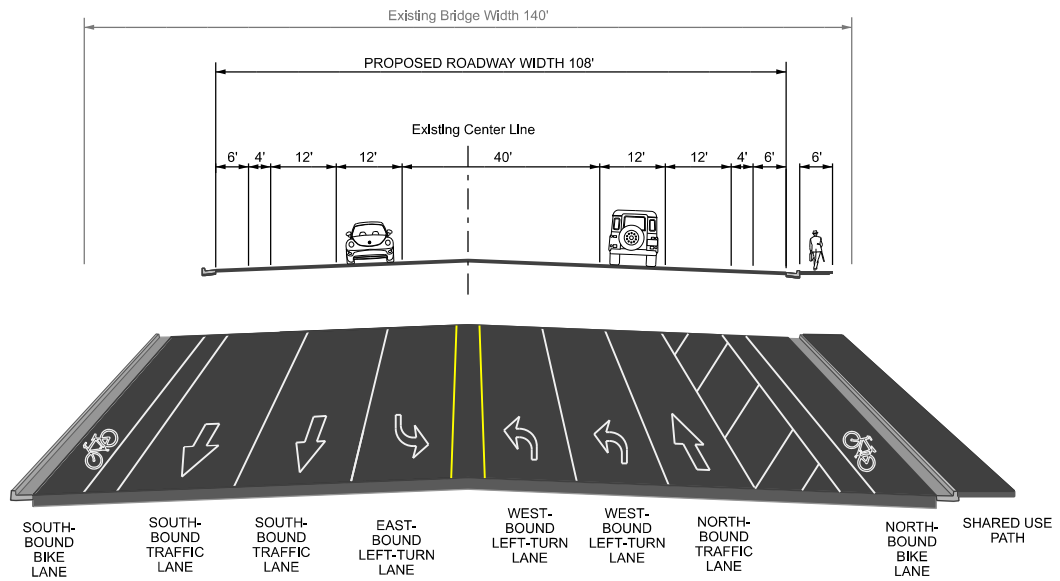 Existing Bridge Width 140'
PROPOSED ROADWAY WIDTH 108'
Existing Center Line
6' 4' 12' 12' 40' 12' 12' 4' 6' 6'
SOUTH-
BOUND
BIKE
LANE
SOUTH-
BOUND
TRAFFIC
LANE
SOUTH-
BOUND
TRAFFIC
LANE
EAST-
BOUND
LEFT-TURN
LANE
WEST-
BOUND
LEFT-TURN
LANE
WEST-
BOUND
LEFT-TURN
LANE
NORTH-
BOUND
TRAFFIC
LANE
NORTH-
BOUND
BIKE
LANE
SHARED USE
PATH